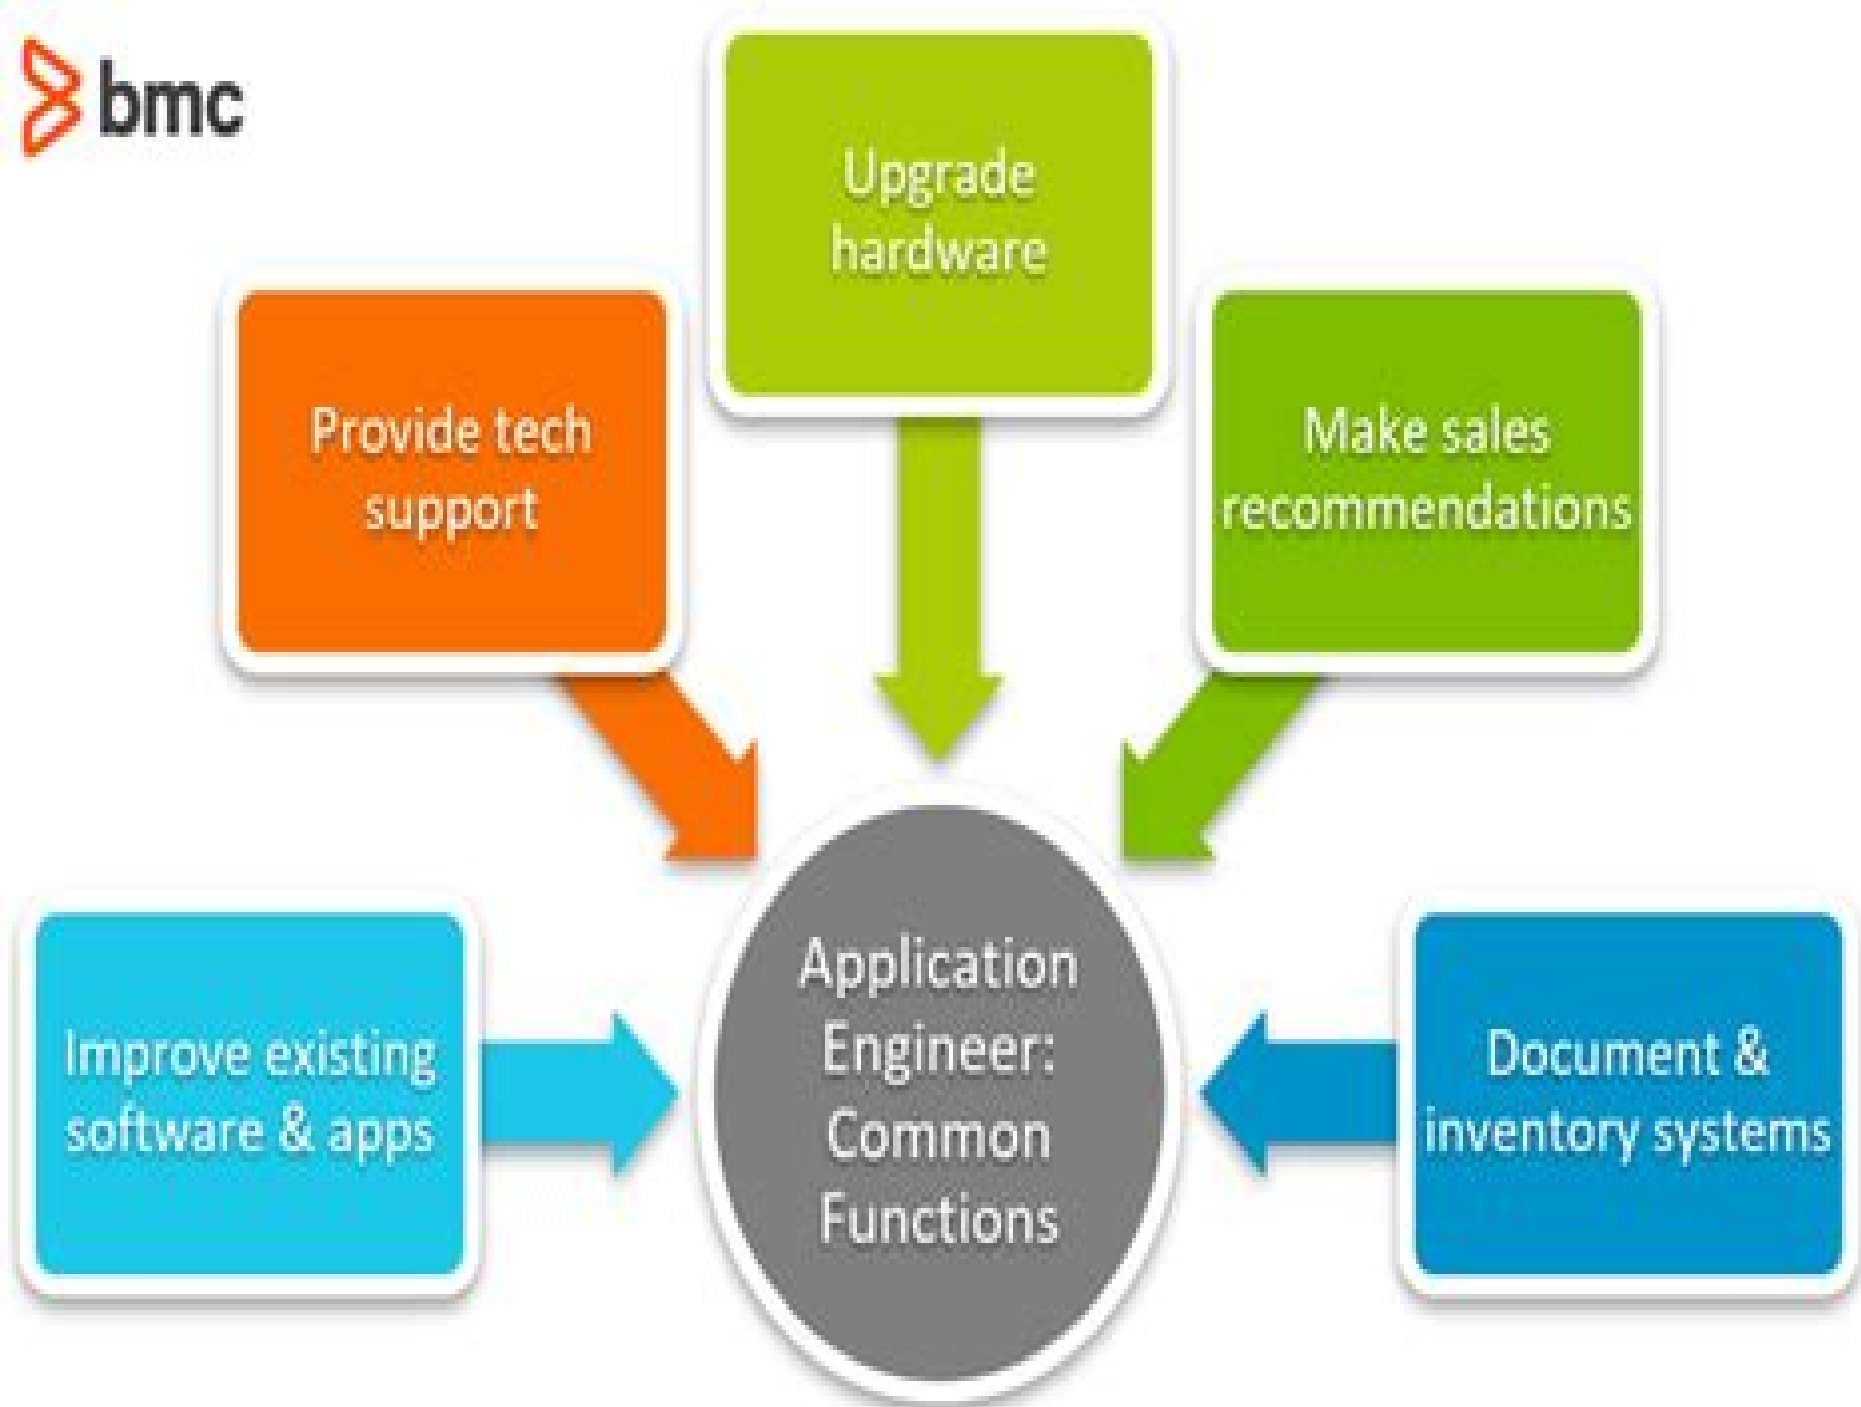 bmc
Upgrade
hardware
Provide tech
support
Make sales
recommendations
Improve existing
software & apps
Application
Engineer:
Common
Functions
Document &
inventory systems